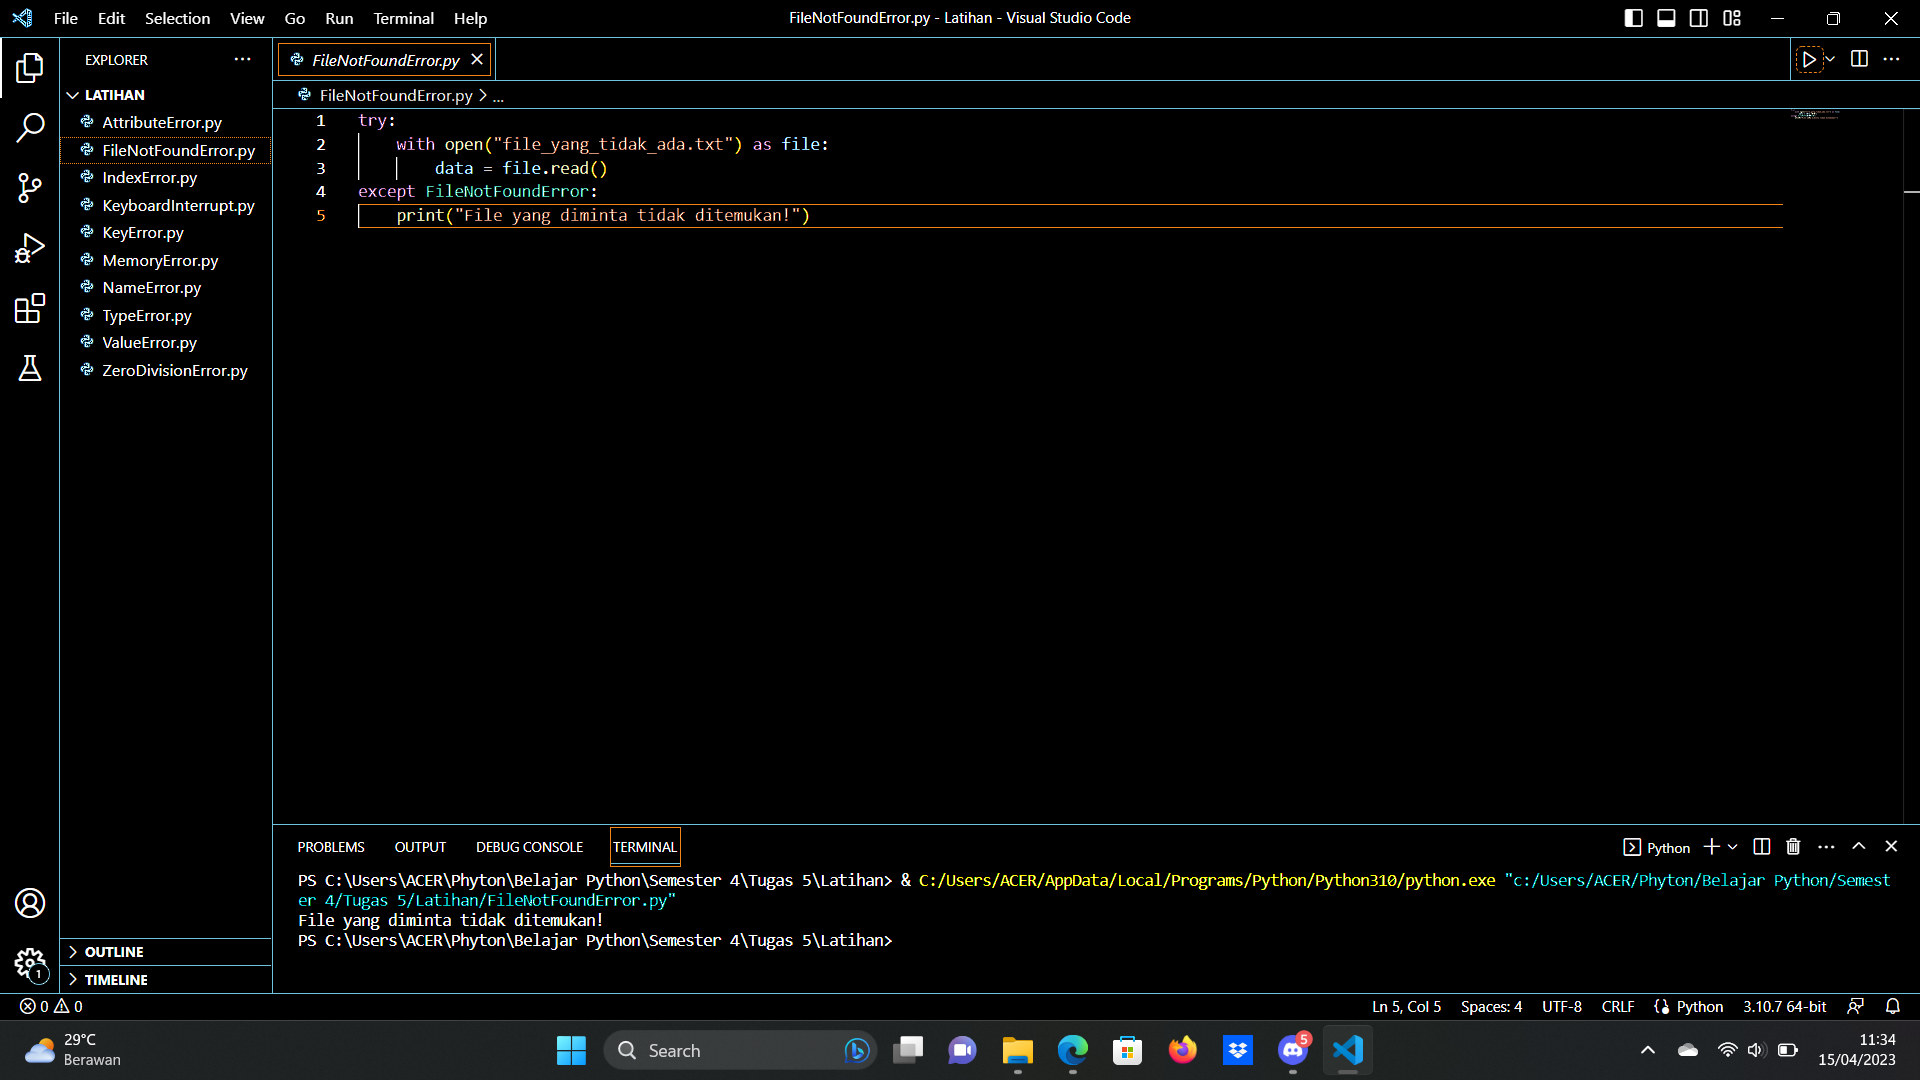 File Edit Selection View Go Run Terminal Help
FileNotFoundError.py - Latihan - Visual Studio Code
EXPLORER
LATIHAN
AttributeError.py
FileNotFoundError.py
IndexError.py
KeyboardInterrupt.py
KeyError.py
MemoryError.py
NameError.py
TypeError.py
ValueError.py
ZeroDivisionError.py
OUTLINE
TIMELINE
FileNotFoundError.py
FileNotFoundError.py > ...
1 try:
2     with open("file_yang_tidak_ada.txt") as file:
3         data = file.read()
4 except FileNotFoundError:
5     print("File yang diminta tidak ditemukan!")
PROBLEMS OUTPUT DEBUG CONSOLE TERMINAL
Python
PS C:\Users\ACER\Phyton\Belajar Python\Semester 4\Tugas 5\Latihan> & C:/Users/ACER/AppData/Local/Programs/Python/Python310/python.exe "c:/Users/ACER/Phyton/Belajar Python/Semest
er 4/Tugas 5/Latihan/FileNotFoundError.py"
File yang diminta tidak ditemukan!
PS C:\Users\ACER\Phyton\Belajar Python\Semester 4\Tugas 5\Latihan>
1
0 0
Ln 5, Col 5 Spaces: 4 UTF-8 CRLF Python 3.10.7 64-bit
29°C
Berawan
Search
5
11:34
15/04/2023